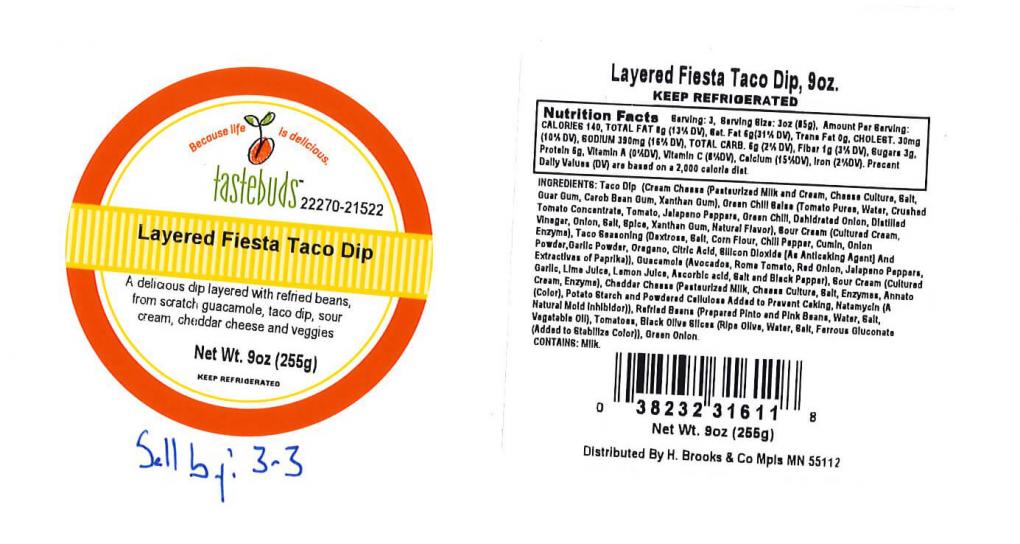 Because life is delicious.
tastebuds™
22270-21522
Layered Fiesta Taco Dip
A delicious dip layered with refried beans,
from scratch guacamole, taco dip, sour
cream, cheddar cheese and veggies
Net Wt. 9oz (255g)
KEEP REFRIGERATED
Sell by: 3-3
Layered Fiesta Taco Dip, 9oz.
KEEP REFRIGERATED
Nutrition Facts Serving: 3, Serving Size: 3oz (85g), Amount Per Serving:
CALORIES 140, TOTAL FAT 8g (13% DV), Sat. Fat 6g(31% DV), Trans Fat 0g, CHOLEST. 30mg
(10% DV), SODIUM 390mg (16% DV), TOTAL CARB. 6g (2% DV), Fiber 1g (3% DV), Sugars 3g,
Protein 6g, Vitamin A (0%DV), Vitamin C (8%DV), Calcium (15%DV), Iron (2%DV). Precent
Daily Values (DV) are based on a 2,000 calorie diet.
INGREDIENTS: Taco Dip (Cream Cheese (Pasteurized Milk and Cream, Cheese Culture, Salt,
Guar Gum, Carob Bean Gum, Xanthan Gum), Green Chili Salsa (Tomato Puree, Water, Crushed
Tomato Concentrate, Tomato, Jalapeno Peppers, Green Chili, Dehidrated Onion, Distilled
Vinegar, Onion, Salt, Spice, Xanthan Gum, Natural Flavor), Sour Cream (Cultured Cream,
Enzyme), Taco Seasoning (Dextrose, Salt, Corn Flour, Chili Pepper, Cumin, Onion
Powder,Garlic Powder, Oregano, Citric Acid, Silicon Dioxide [As Anticaking Agent] And
Extractives of Paprika)), Guacamola (Avocados, Roma Tomato, Red Onion, Jalapeno Peppers,
Garlic, Lime Juice, Lemon Juice, Ascorbic acid, Salt and Black Pepper), Sour Cream (Cultured
Cream, Enzyme), Cheddar Cheese (Pasteurized Milk, Cheese Culture, Salt, Enzymes, Annato
(Color), Potato Starch and Powdered Cellulose Added to Prevent Caking, Natamycin (A
Natural Mold Inhibidor)), Refried Beans (Prepared Pinto and Pink Beans, Water, Salt,
Vegatable Oil), Tomatoes, Black Olive Slices (Ripe Olive, Water, Salt, Ferrous Gluconate
(Added to Stabilize Color)), Green Onion.
CONTAINS: Milk.
0 38232 31611 8
Net Wt. 9oz (255g)
Distributed By H. Brooks & Co Mpls MN 55112